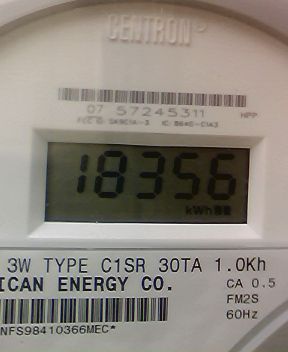 CENTRON
07 57245311 HPP
18356
kWh
3W TYPE C1SR 30TA 1.0Kh
ICAN ENERGY CO. CA 0.5
FM2S
NFS98410366MEC* 60Hz